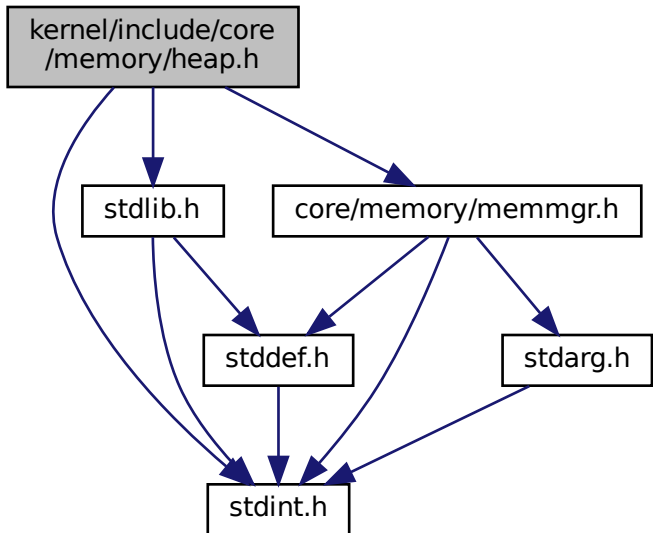 kernel/include/core
/memory/heap.h
stdlib.h
core/memory/memmgr.h
stddef.h
stdarg.h
stdint.h